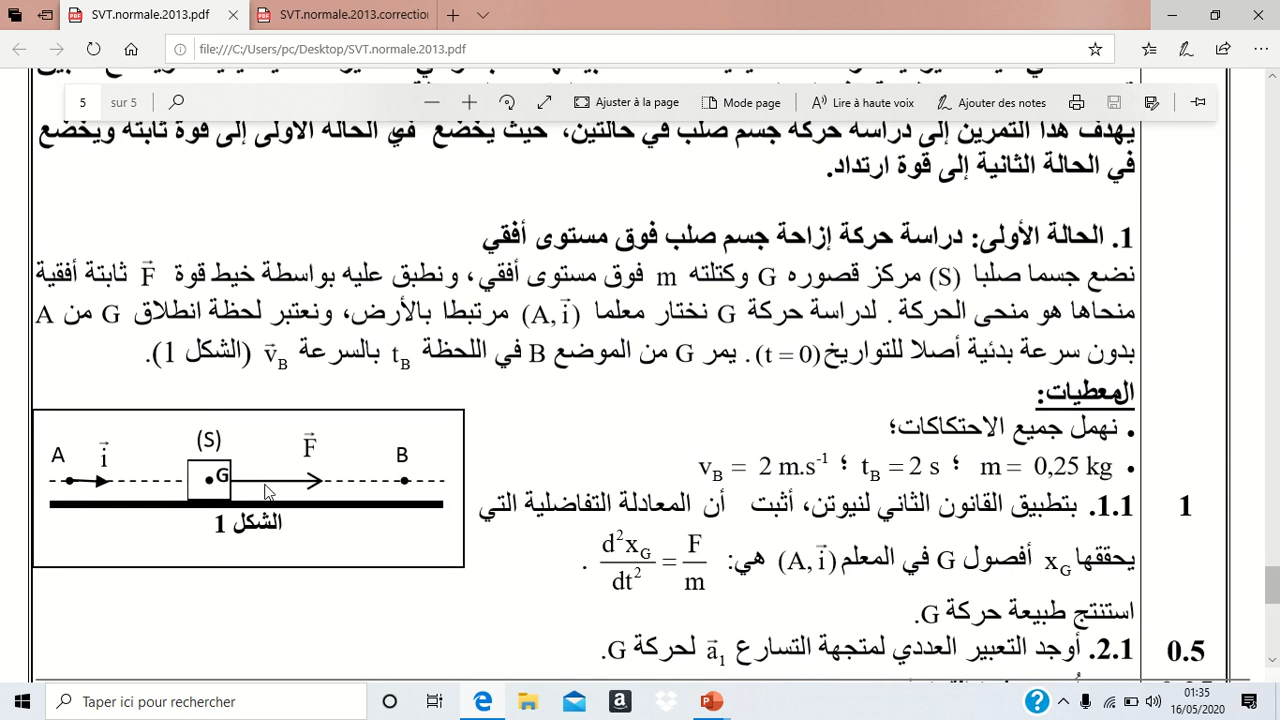 SVT.normale.2013.pdf
SVT.normale.2013.correction
file:///C:/Users/pc/Desktop/SVT.normale.2013.pdf
5 sur 5
Ajuster à la page
Mode page
Lire à haute voix
Ajouter des notes
يهدف هذا التمرين إلى دراسة حركة جسم صلب في حالتين، حيث يخضع في الحالة الأولى إلى قوة ثابتة ويخضع
في الحالة الثانية إلى قوة ارتداد.
1. الحالة الأولى: دراسة حركة إزاحة جسم صلب فوق مستوى أفقي
نضع جسما صلبا (S) مركز قصوره G وكتلته m فوق مستوى أفقي، ونطبق عليه بواسطة خيط قوة F⃗ ثابتة أفقية
منحاها هو منحى الحركة . لدراسة حركة G نختار معلما (A, i⃗) مرتبطا بالأرض، ونعتبر لحظة انطلاق G من A
بدون سرعة بدئية أصلا للتواريخ (t = 0) . يمر G من الموضع B في اللحظة t_B بالسرعة v⃗_B (الشكل 1).
المعطيات:
• نهمل جميع الاحتكاكات؛
• m = 0,25 kg ؛ t_B = 2 s ؛ v_B = 2 m.s⁻¹
1 1.1. بتطبيق القانون الثاني لنيوتن، أثبت أن المعادلة التفاضلية التي
يحققها x_G أفصول G في المعلم (A, i⃗) هي: d²x_G/dt² = F/m .
استنتج طبيعة حركة G.
0.5 2.1. أوجد التعبير العددي لمتجهة التسارع a⃗₁ لحركة G.
A i⃗ (S) G F⃗ B
الشكل 1
Taper ici pour rechercher
01:35
16/05/2020